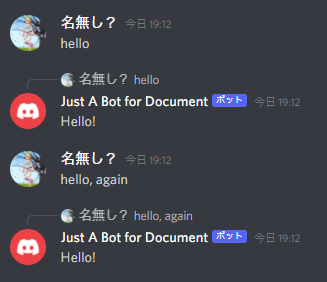 名無し？ 今日 19:12
hello
名無し？ hello
Just A Bot for Document ボット 今日 19:12
Hello!
名無し？ 今日 19:12
hello, again
名無し？ hello, again
Just A Bot for Document ボット 今日 19:12
Hello!